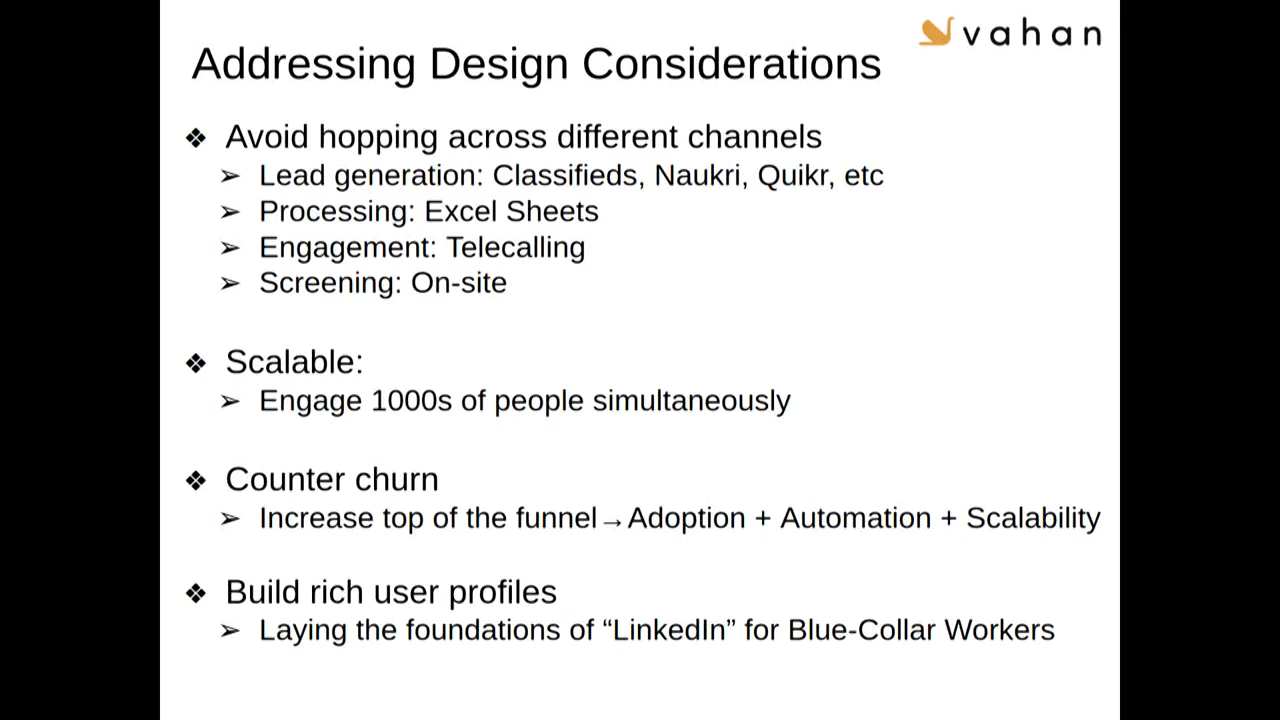 vahan
Addressing Design Considerations
❖ Avoid hopping across different channels
➢ Lead generation: Classifieds, Naukri, Quikr, etc
➢ Processing: Excel Sheets
➢ Engagement: Telecalling
➢ Screening: On-site
❖ Scalable:
➢ Engage 1000s of people simultaneously
❖ Counter churn
➢ Increase top of the funnel→Adoption + Automation + Scalability
❖ Build rich user profiles
➢ Laying the foundations of “LinkedIn” for Blue-Collar Workers